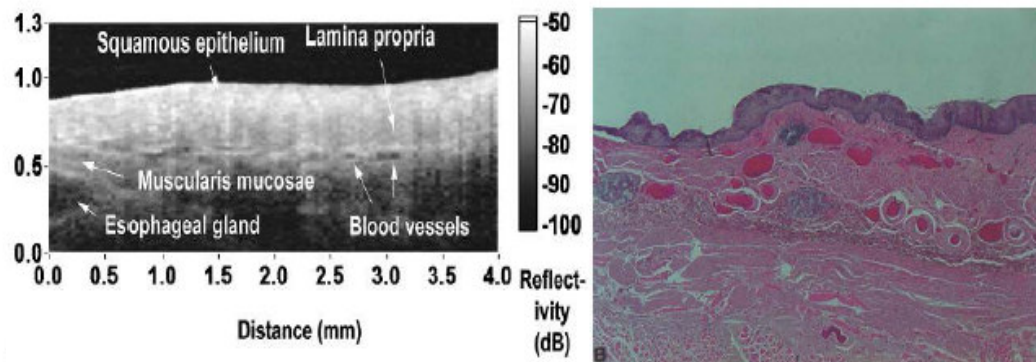 1.3
1.0
0.5
0.0
Squamous epithelium
Lamina propria
Muscularis mucosae
Esophageal gland
Blood vessels
0.0 0.5 1.0 1.5 2.0 2.5 3.0 3.5 4.0
Distance (mm)
-50
-60
-70
-80
-90
-100
Reflect-
ivity
(dB)
B